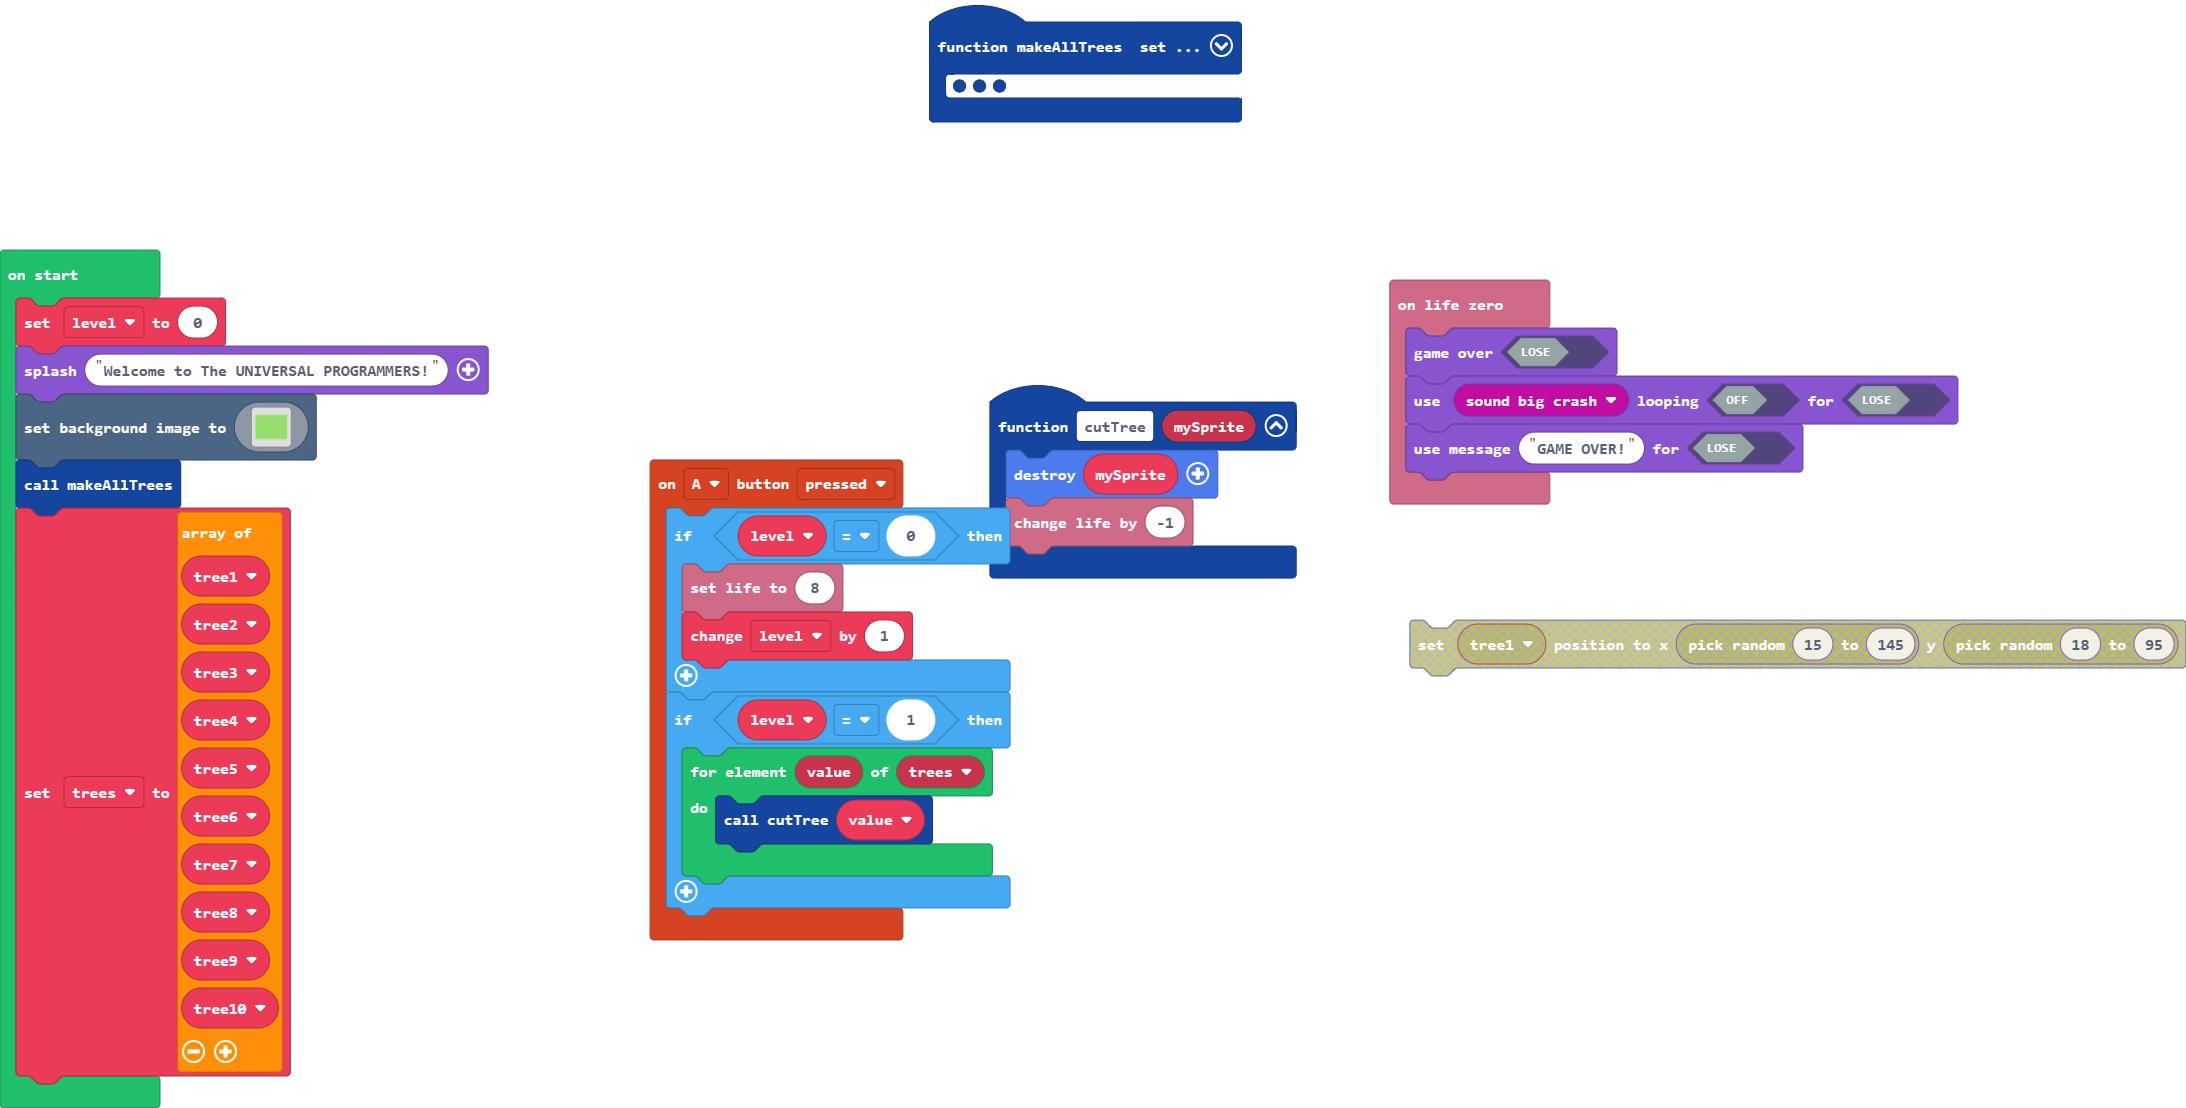 function makeAllTrees set ...
on start
set level to 0
splash "Welcome to The UNIVERSAL PROGRAMMERS!"
set background image to
call makeAllTrees
set trees to
array of
tree1
tree2
tree3
tree4
tree5
tree6
tree7
tree8
tree9
tree10
on A button pressed
if level = 0 then
set life to 8
change level by 1
if level = 1 then
for element value of trees
do call cutTree value
function cutTree mySprite
destroy mySprite
change life by -1
on life zero
game over LOSE
use sound big crash looping OFF for LOSE
use message "GAME OVER!" for LOSE
set tree1 position to x pick random 15 to 145 y pick random 18 to 95